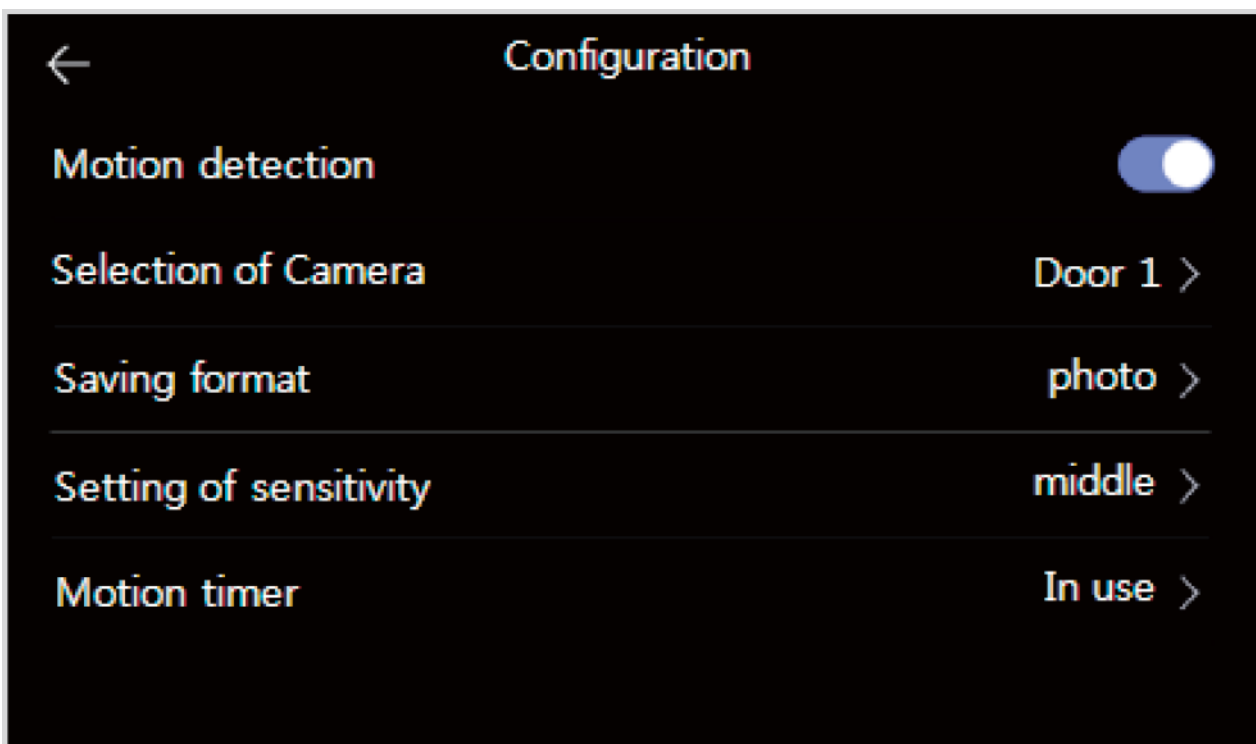 Configuration
Motion detection
Selection of Camera Door 1
Saving format photo
Setting of sensitivity middle
Motion timer In use